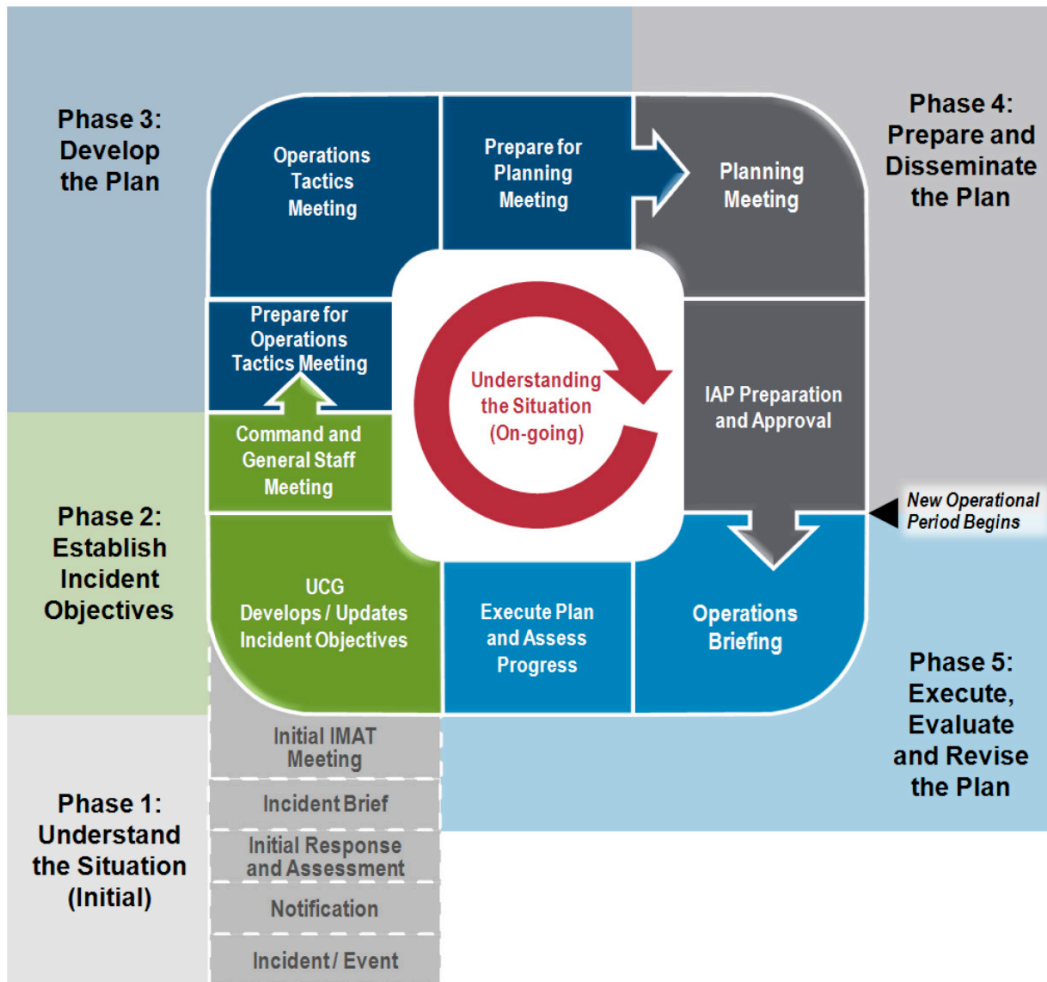 Phase 3:
Develop
the Plan
Operations
Tactics
Meeting
Prepare for
Planning
Meeting
Planning
Meeting
Phase 4:
Prepare and
Disseminate
the Plan
Prepare for
Operations
Tactics Meeting
Understanding
the Situation
(On-going)
IAP Preparation
and Approval
Command and
General Staff
Meeting
New Operational
Period Begins
Phase 2:
Establish
Incident
Objectives
UCG
Develops / Updates
Incident Objectives
Execute Plan
and Assess
Progress
Operations
Briefing
Phase 5:
Execute,
Evaluate
and Revise
the Plan
Phase 1:
Understand
the Situation
(Initial)
Initial IMAT
Meeting
Incident Brief
Initial Response
and Assessment
Notification
Incident / Event